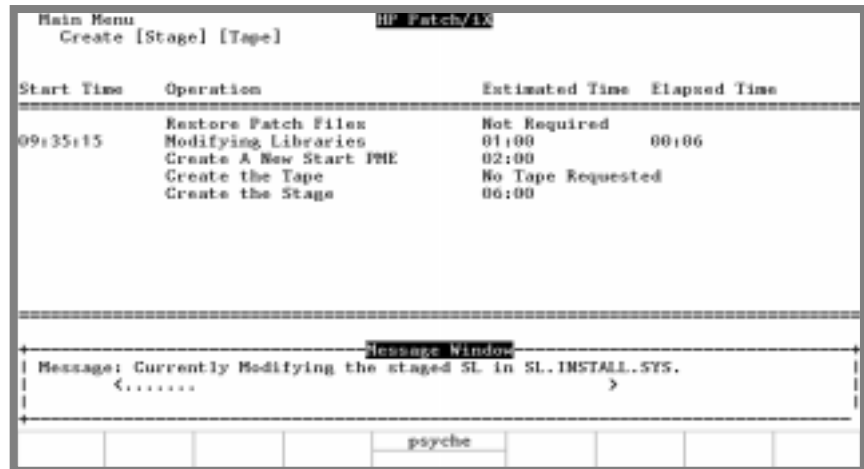 Main Menu HP Patch/iX
Create [Stage] [Tape]
Start Time Operation Estimated Time Elapsed Time
Restore Patch Files Not Required
09:35:15 Modifying Libraries 01:00 00:06
Create A New Start PME 02:00
Create the Tape No Tape Requested
Create the Stage 06:00
Message Window
Message: Currently Modifying the staged SL in SL.INSTALL.SYS.
<....... >
psyche